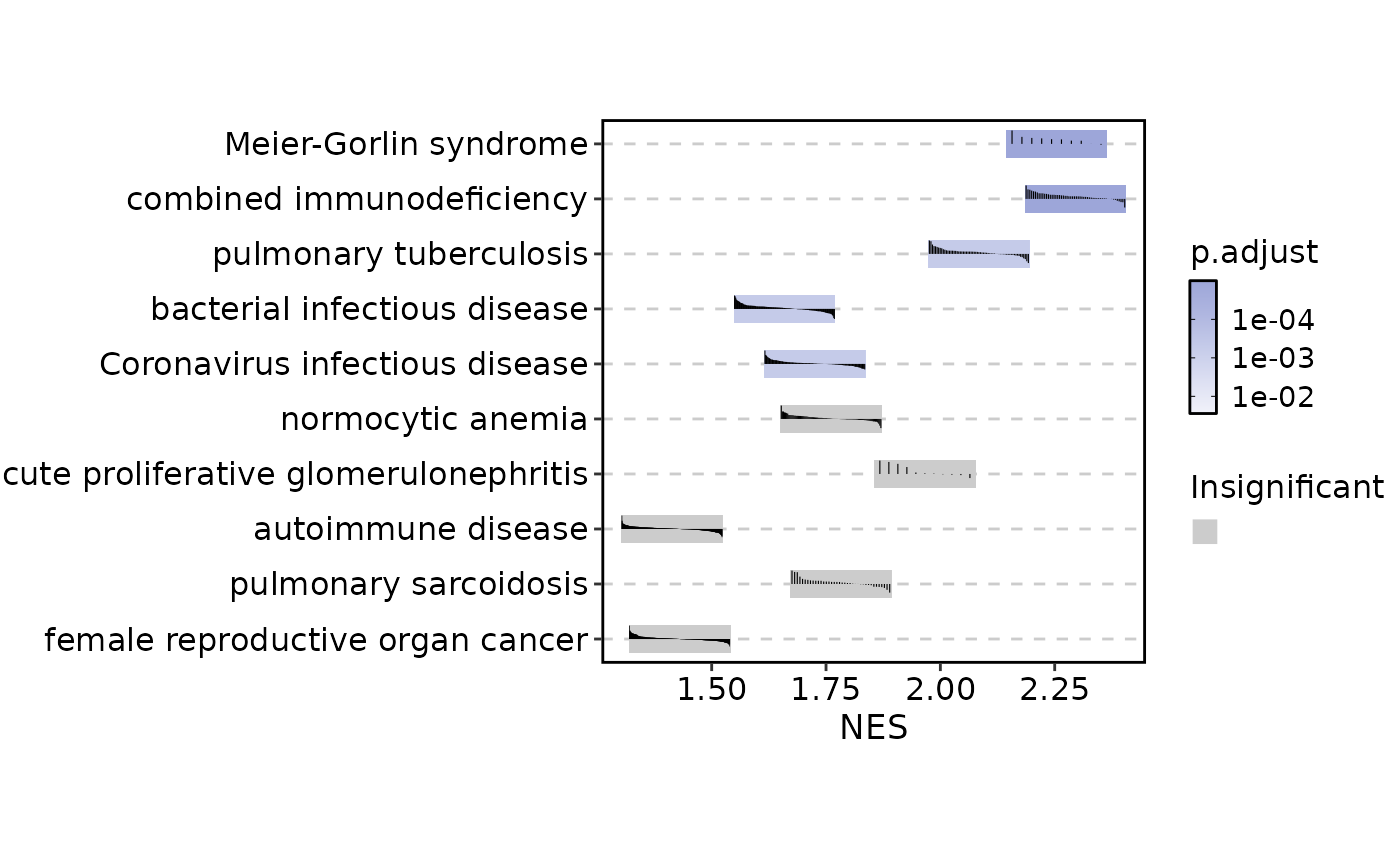 Meier-Gorlin syndrome
combined immunodeficiency
pulmonary tuberculosis
bacterial infectious disease
Coronavirus infectious disease
normocytic anemia
cute proliferative glomerulonephritis
autoimmune disease
pulmonary sarcoidosis
female reproductive organ cancer
1.50 1.75 2.00 2.25
NES
p.adjust
1e-04
1e-03
1e-02
Insignificant